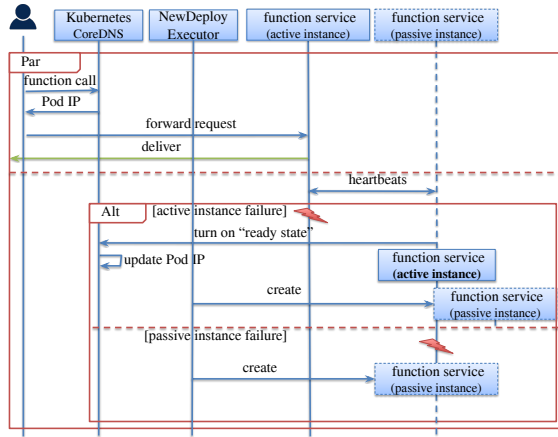 Kubernetes
CoreDNS
NewDeploy
Executor
function service
(active instance)
function service
(passive instance)
Par
function call
Pod IP
forward request
deliver
heartbeats
Alt
[active instance failure]
turn on “ready state”
update Pod IP
function service
(active instance)
create
function service
(passive instance)
[passive instance failure]
create
function service
(passive instance)